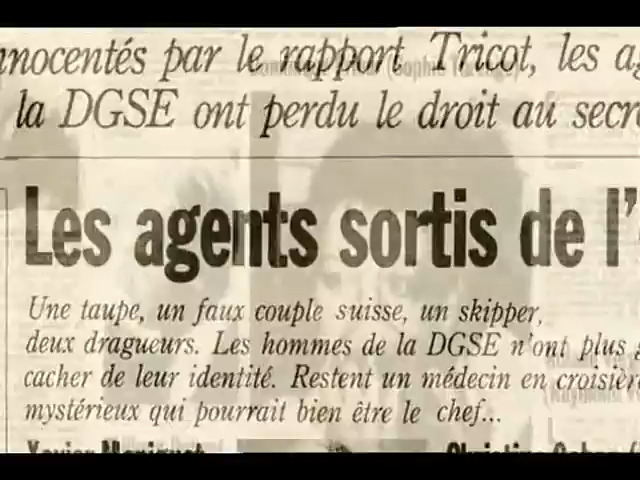 nnocentés par le rapport Tricot, les a
la DGSE ont perdu le droit au secr
Les agents sortis de l'
Une taupe, un faux couple suisse, un skipper,
deux dragueurs. Les hommes de la DGSE n'ont plus
cacher de leur identité. Restent un médecin en croisièr
mystérieux qui pourrait bien être le chef...